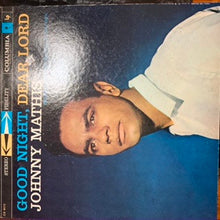 GOOD NIGHT, DEAR LORD
JOHNNY MATHIS
COLUMBIA
STEREO
FIDELITY